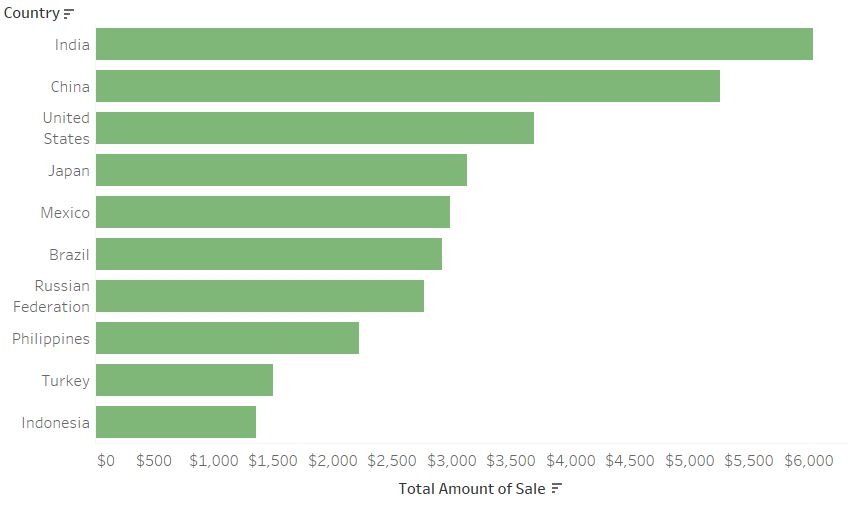 Country
India
China
United
States
Japan
Mexico
Brazil
Russian
Federation
Philippines
Turkey
Indonesia
$0 $500 $1,000 $1,500 $2,000 $2,500 $3,000 $3,500 $4,000 $4,500 $5,000 $5,500 $6,000
Total Amount of Sale